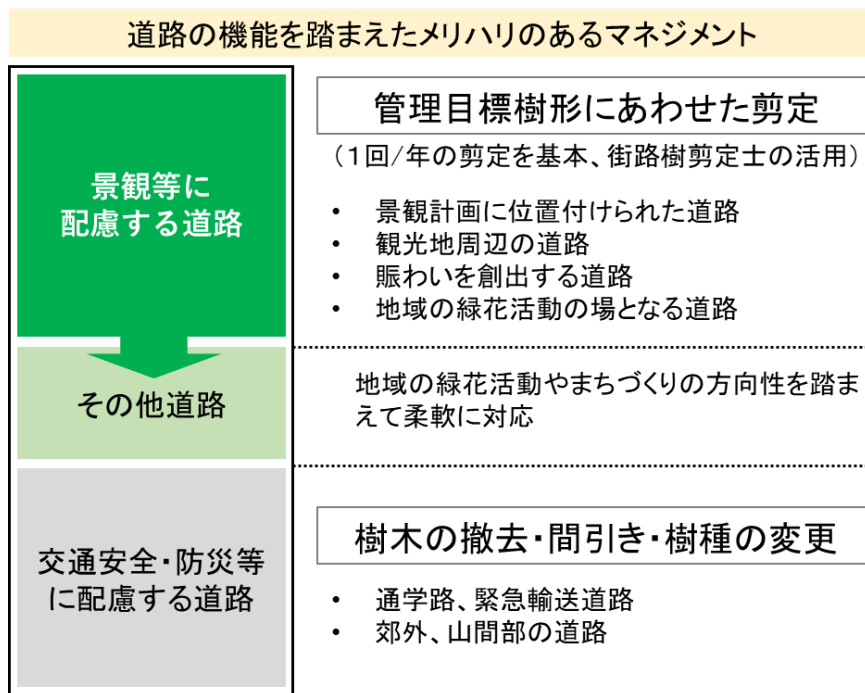 道路の機能を踏まえたメリハリのあるマネジメント
景観等に
配慮する道路
管理目標樹形にあわせた剪定
（１回/年の剪定を基本、街路樹剪定士の活用）
• 景観計画に位置付けられた道路
• 観光地周辺の道路
• 賑わいを創出する道路
• 地域の緑花活動の場となる道路
その他道路
地域の緑花活動やまちづくりの方向性を踏ま
えて柔軟に対応
交通安全・防災等
に配慮する道路
樹木の撤去・間引き・樹種の変更
• 通学路、緊急輸送道路
• 郊外、山間部の道路